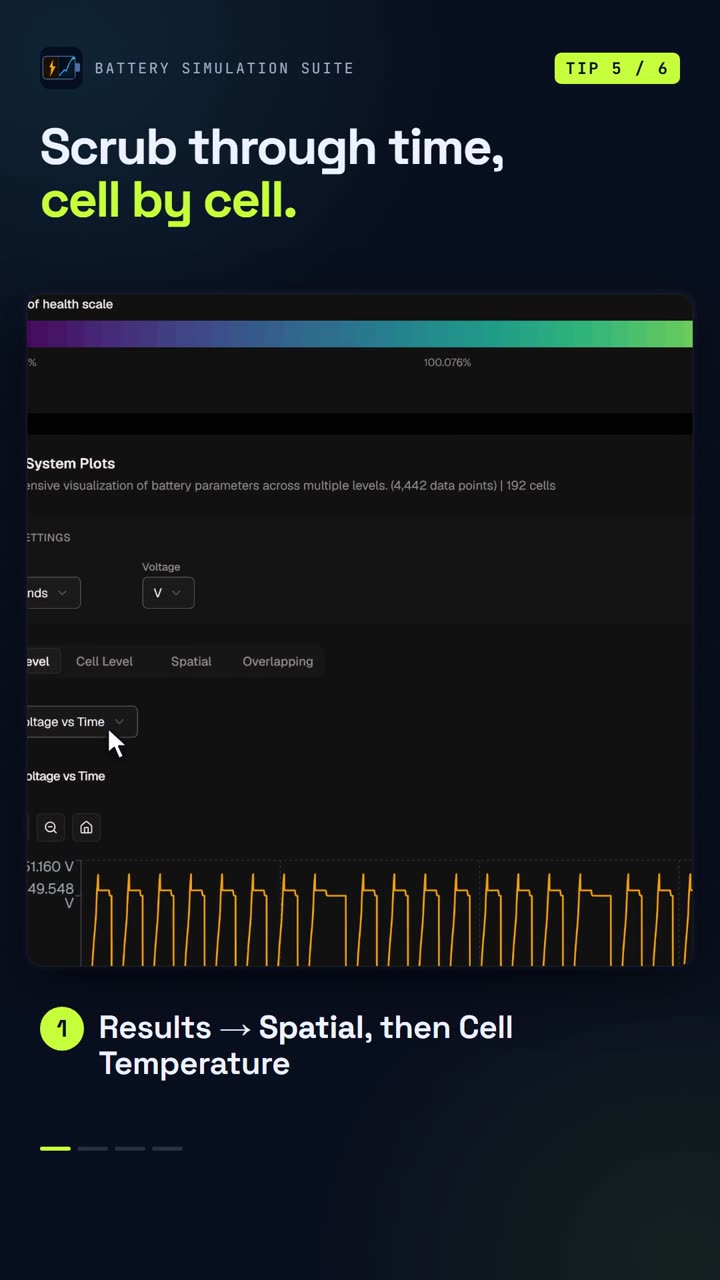 BATTERY SIMULATION SUITE
TIP 5 / 6
Scrub through time,
cell by cell.
of health scale
%
100.076%
System Plots
ensive visualization of battery parameters across multiple levels. (4,442 data points) | 192 cells
ETTINGS
Voltage
nds
V
evel
Cell Level
Spatial
Overlapping
oltage vs Time
oltage vs Time
51.160 V
49.548
V
1
Results → Spatial, then Cell
Temperature